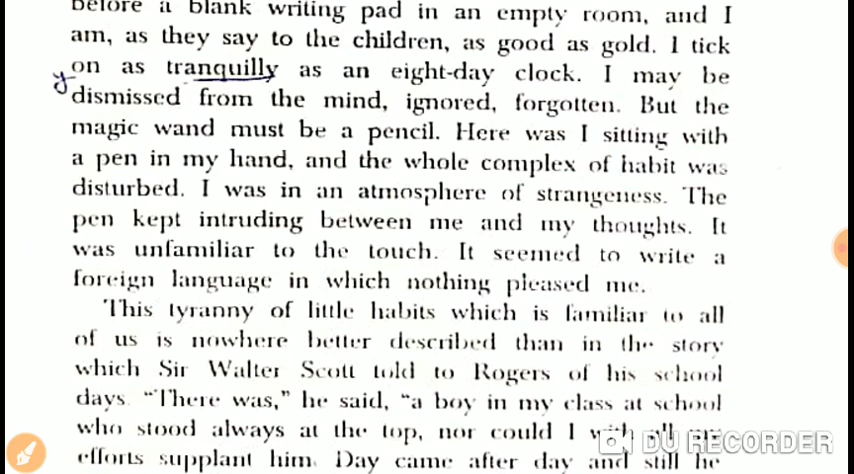 before a blank writing pad in an empty room, and I
am, as they say to the children, as good as gold. I tick
on as tranquilly as an eight-day clock. I may be
dismissed from the mind, ignored, forgotten. But the
magic wand must be a pencil. Here was I sitting with
a pen in my hand, and the whole complex of habit was
disturbed. I was in an atmosphere of strangeness. The
pen kept intruding between me and my thoughts. It
was unfamiliar to the touch. It seemed to write a
foreign language in which nothing pleased me.
This tyranny of little habits which is familiar to all
of us is nowhere better described than in the story
which Sir Walter Scott told to Rogers of his school
days. "There was," he said, "a boy in my class at school
who stood always at the top, nor could I
efforts supplant him. Day came after day and still he
DU RECORDER